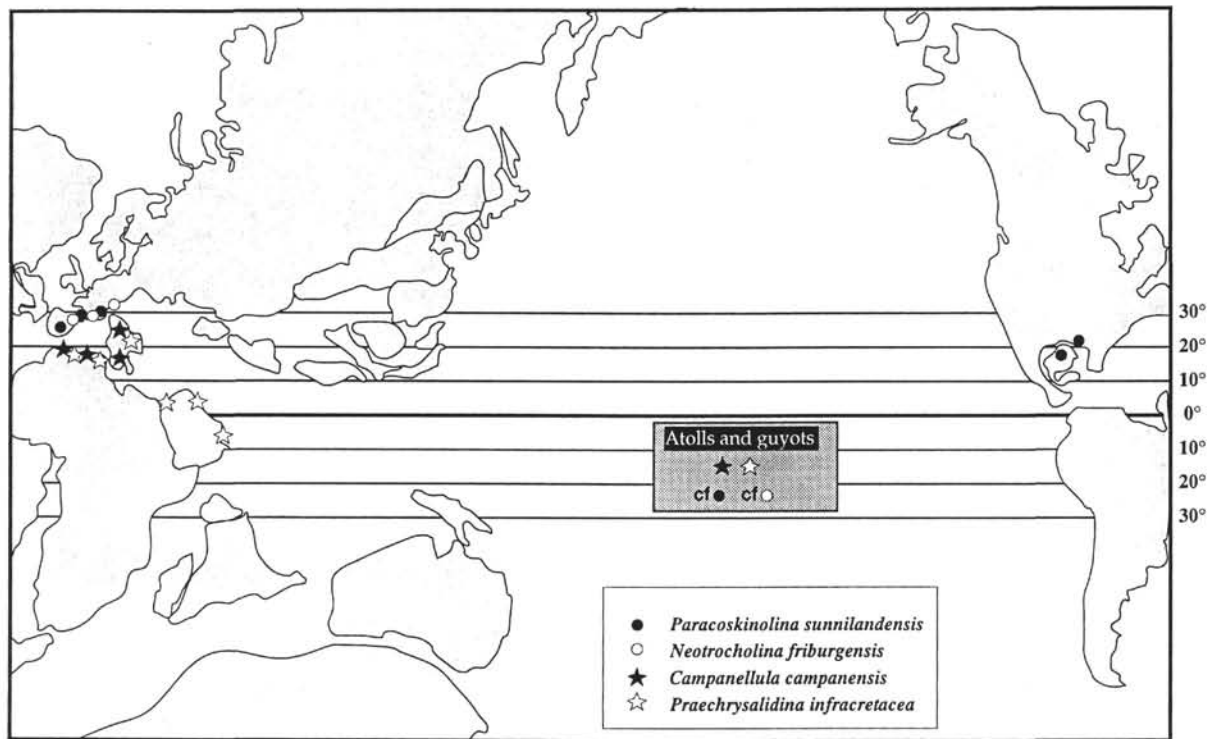 30°
20°
10°
0°
Atolls and guyots
10°
cf cf
20°
30°
Paracoskinolina sunnilandensis
Neotrocholina friburgensis
Campanellula campanensis
Praechrysalidina infracretacea